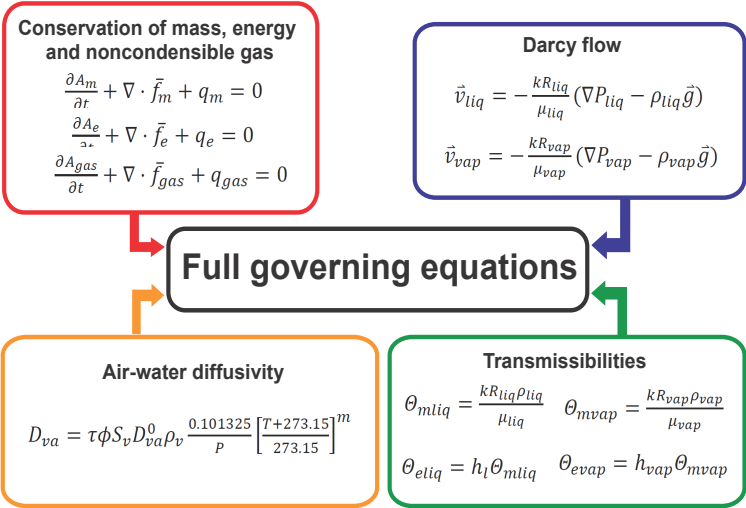 Conservation of mass, energy
and noncondensible gas
∂A_m/∂t + ∇ · f̄_m + q_m = 0
∂A_e/∂t + ∇ · f̄_e + q_e = 0
∂A_gas/∂t + ∇ · f̄_gas + q_gas = 0
Darcy flow
v⃗_liq = −kR_liq/μ_liq (∇P_liq − ρ_liq g⃗)
v⃗_vap = −kR_vap/μ_vap (∇P_vap − ρ_vap g⃗)
Full governing equations
Air-water diffusivity
D_va = τϕS_v D_va^0 ρ_v 0.101325/P [T+273.15/273.15]^m
Transmissibilities
Θ_mliq = kR_liq ρ_liq/μ_liq Θ_mvap = kR_vap ρ_vap/μ_vap
Θ_eliq = h_l Θ_mliq Θ_evap = h_vap Θ_mvap